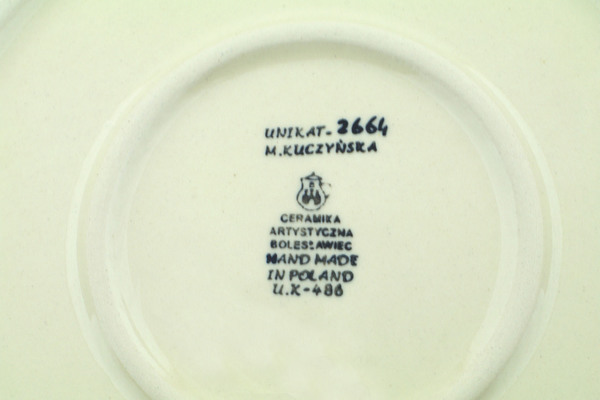 UNIKAT- 2664
M.KUCZYŃSKA
CERAMIKA
ARTYSTYCZNA
BOLESŁAWIEC
HAND MADE
IN POLAND
U.K-486